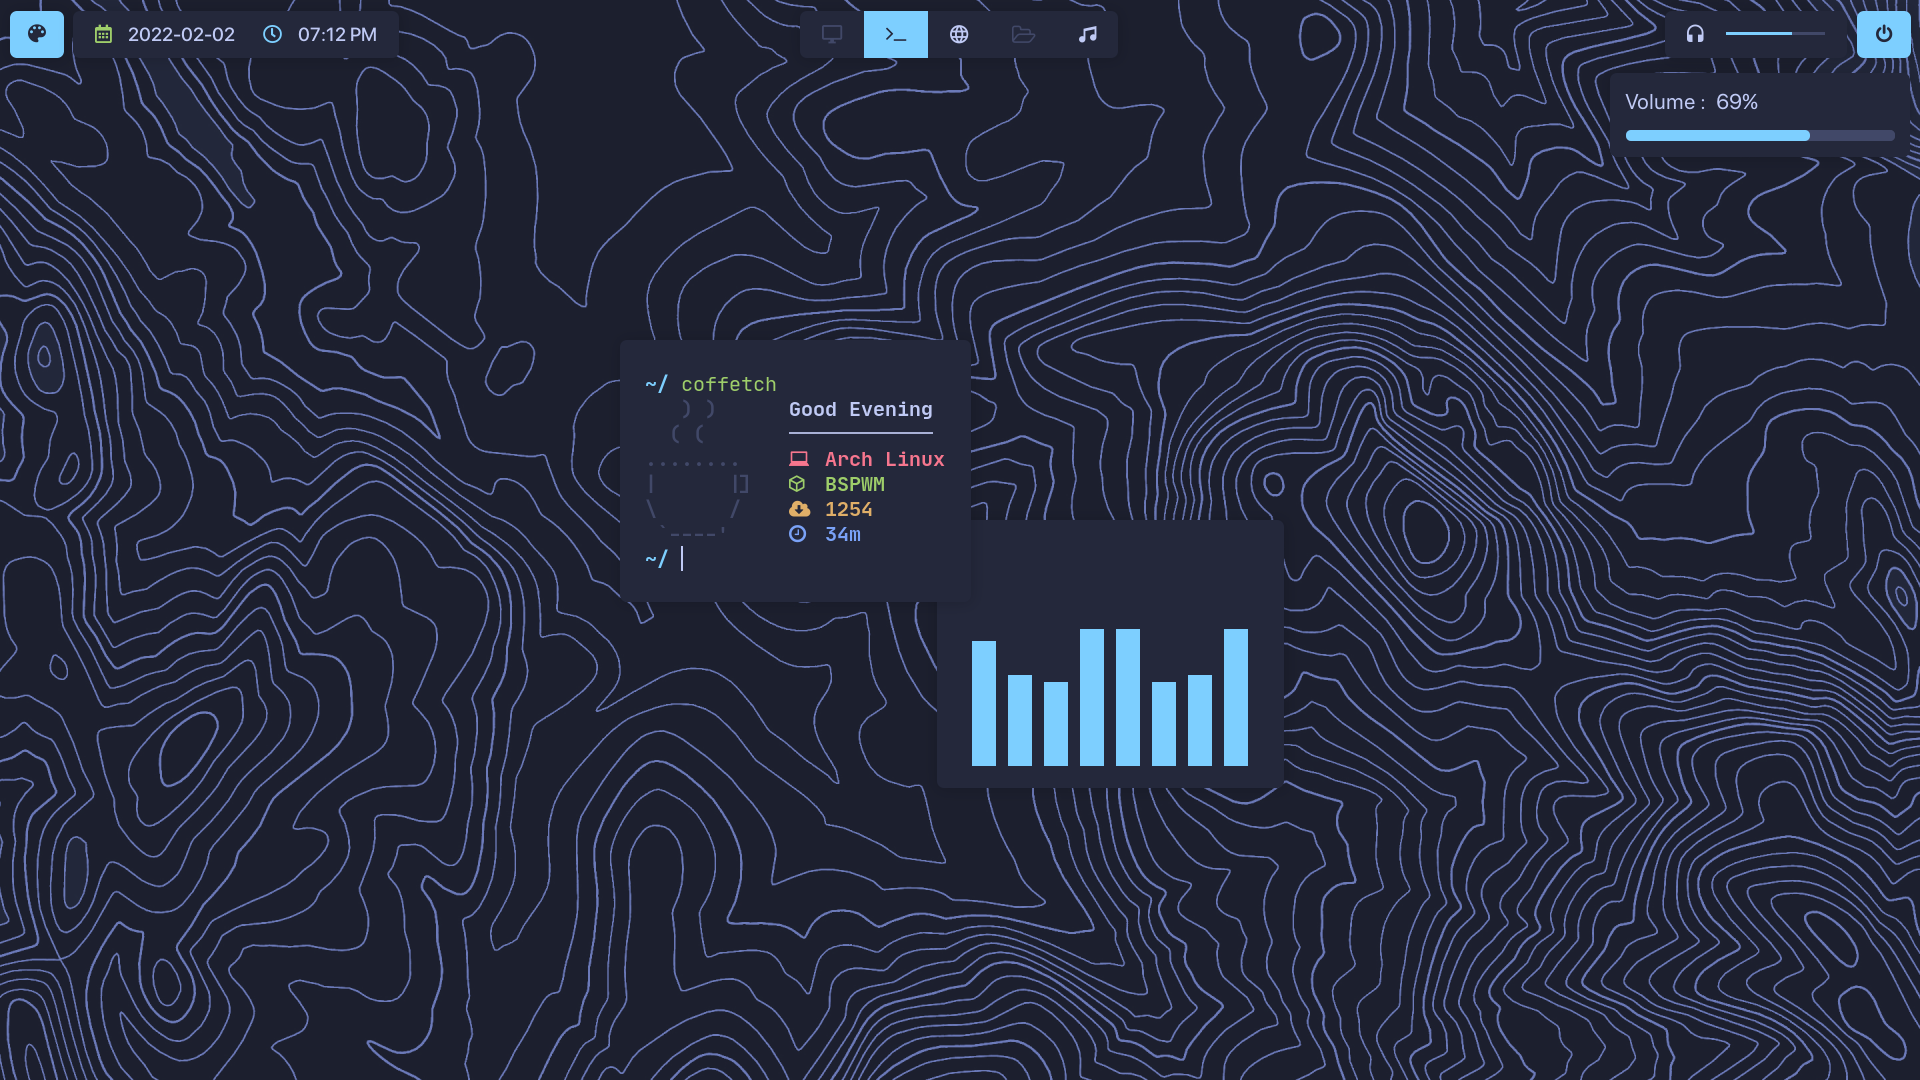 2022-02-02 07:12 PM
Volume : 69%
~/ coffetch
Good Evening
Arch Linux
BSPWM
1254
34m
~/